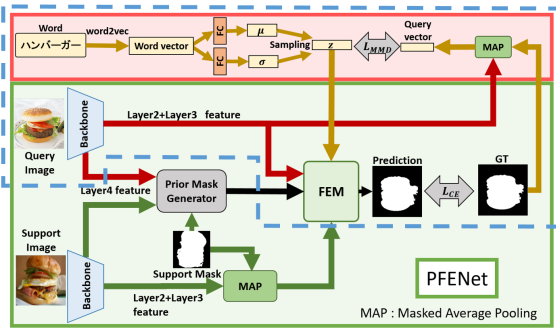 Word
ハンバーガー
word2vec
Word vector
FC
FC
μ
σ
Sampling
z
L_MMD
Query
vector
MAP
Backbone
Query
Image
Layer2+Layer3 feature
Layer4 feature
Prior Mask
Generator
FEM
Prediction
L_CE
GT
Support
Image
Backbone
Support Mask
MAP
Layer2+Layer3
feature
PFENet
MAP : Masked Average Pooling